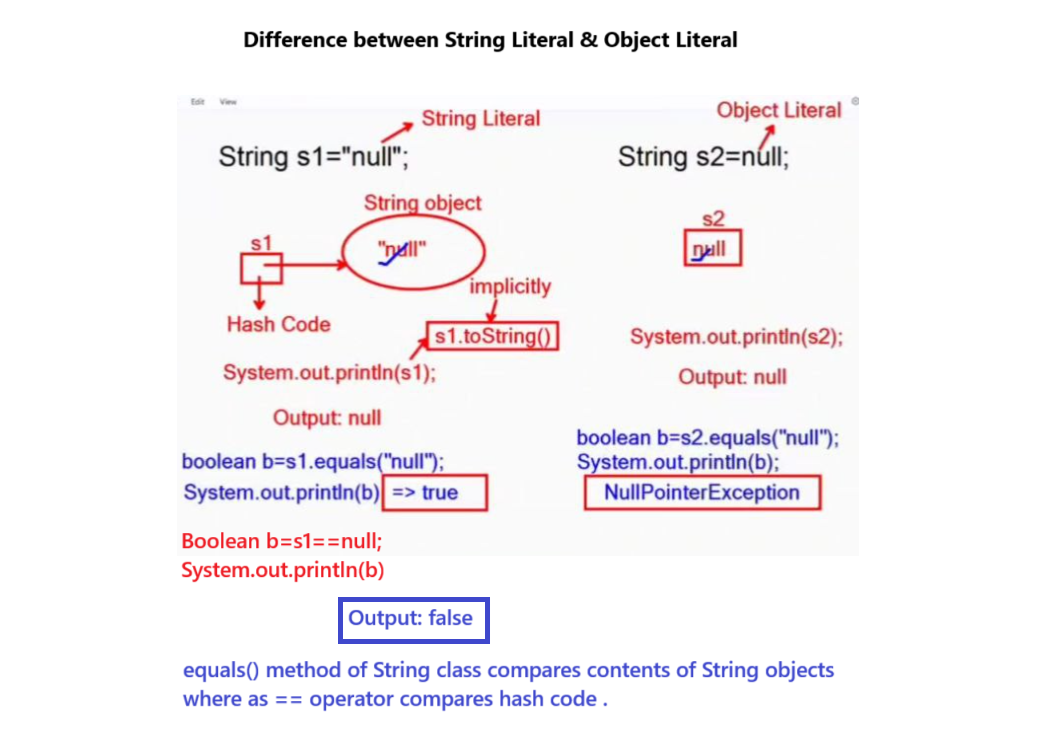 Difference between String Literal & Object Literal
Edit View
String Literal
String s1="null";
String object
s1
"null"
implicitly
Hash Code
s1.toString()
System.out.println(s1);
Output: null
boolean b=s1.equals("null");
System.out.println(b) => true
Object Literal
String s2=null;
s2
null
System.out.println(s2);
Output: null
boolean b=s2.equals("null");
System.out.println(b);
NullPointerException
Boolean b=s1==null;
System.out.println(b)
Output: false
equals() method of String class compares contents of String objects
where as == operator compares hash code .